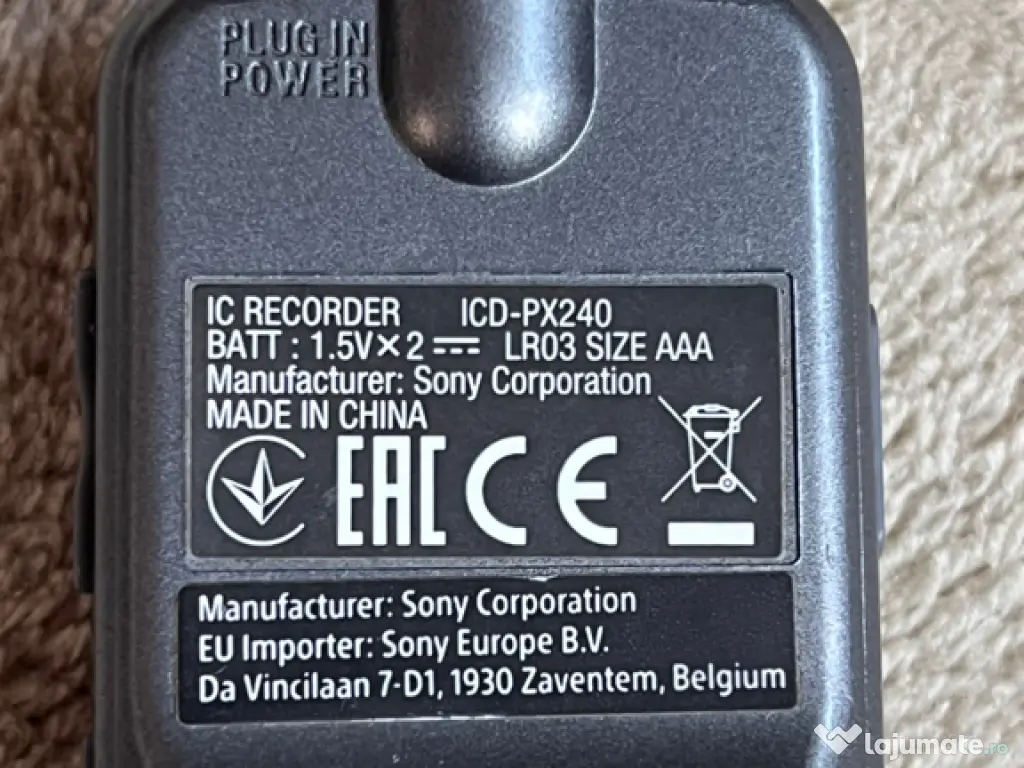 PLUG IN
POWER
IC RECORDER ICD-PX240
BATT : 1.5V×2 ⎓ LR03 SIZE AAA
Manufacturer: Sony Corporation
MADE IN CHINA
EAC CE
Manufacturer: Sony Corporation
EU Importer: Sony Europe B.V.
Da Vincilaan 7-D1, 1930 Zaventem, Belgium
lajumate.ro